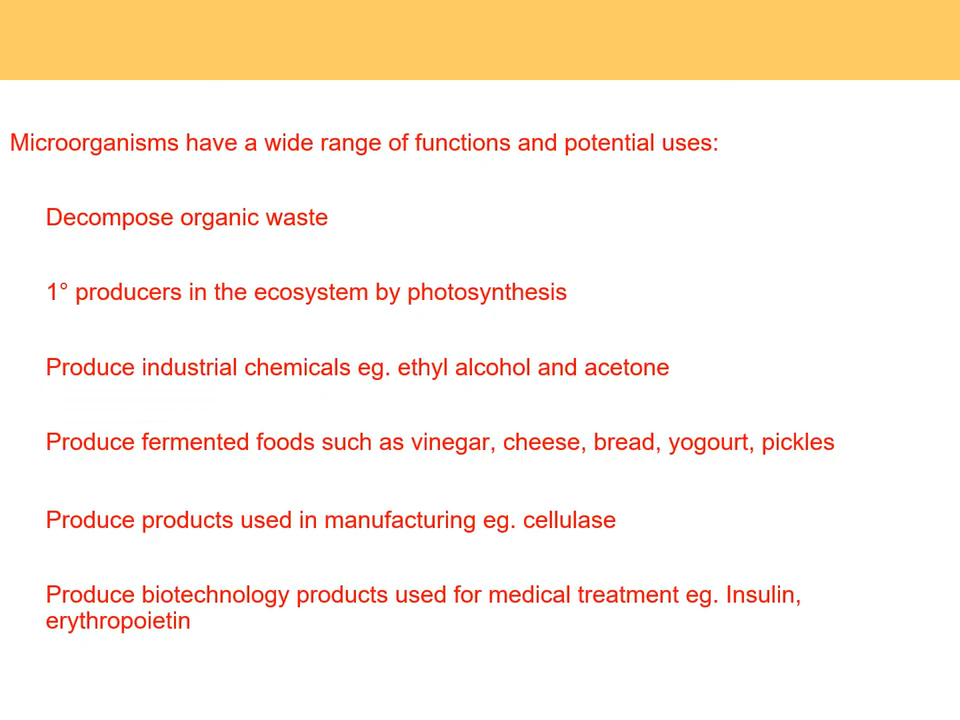 Microorganisms have a wide range of functions and potential uses:
Decompose organic waste
1° producers in the ecosystem by photosynthesis
Produce industrial chemicals eg. ethyl alcohol and acetone
Produce fermented foods such as vinegar, cheese, bread, yogourt, pickles
Produce products used in manufacturing eg. cellulase
Produce biotechnology products used for medical treatment eg. Insulin,
erythropoietin